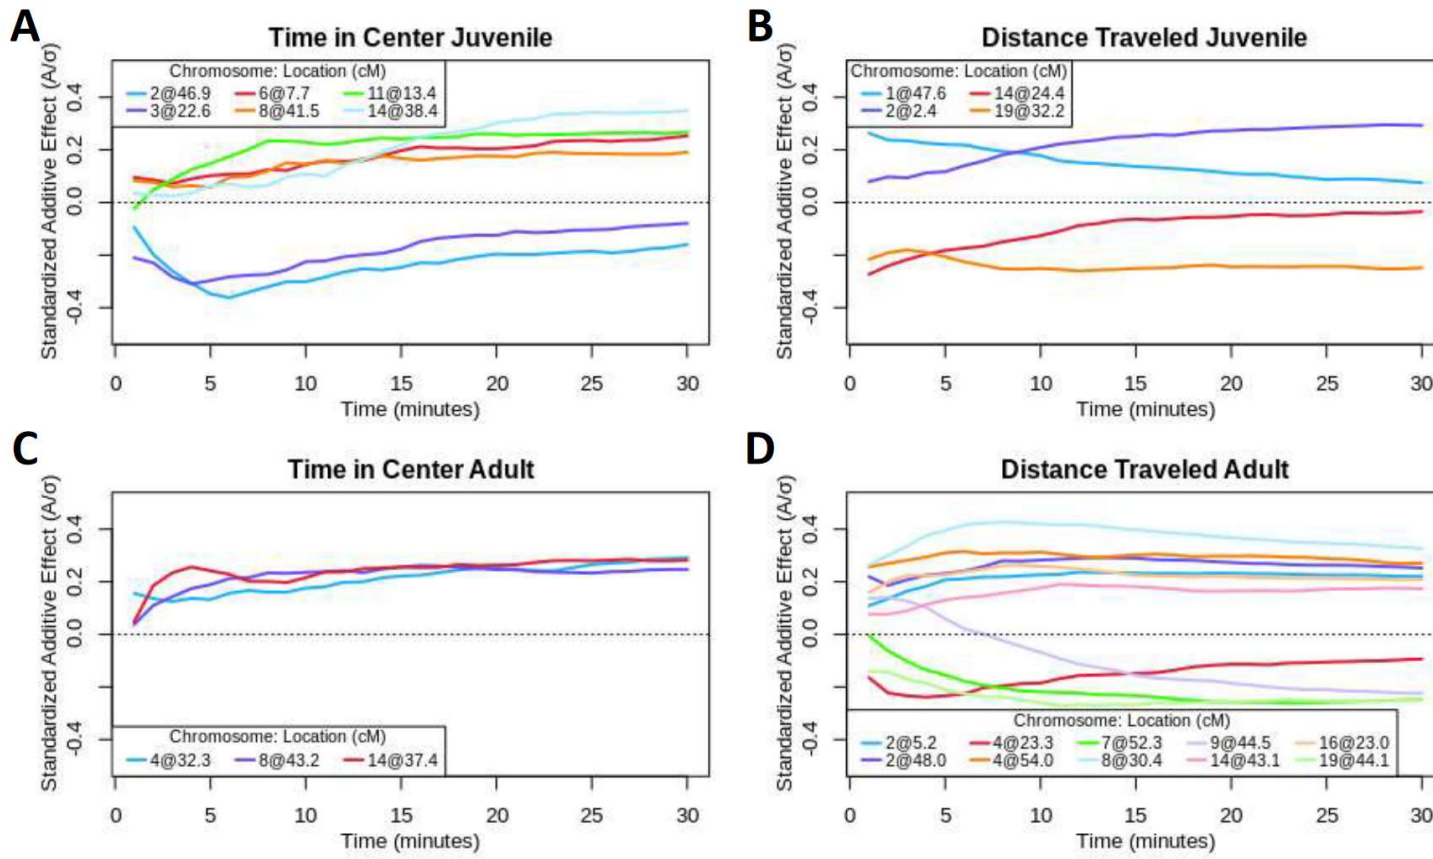 A
Time in Center Juvenile
Standardized Additive Effect (A/σ)
Chromosome: Location (cM)
2@46.9 6@7.7 11@13.4
3@22.6 8@41.5 14@38.4
0.4
0.2
0.0
-0.4
0 5 10 15 20 25 30
Time (minutes)
B
Distance Traveled Juvenile
Standardized Additive Effect (A/σ)
Chromosome: Location (cM)
1@47.6 14@24.4
2@2.4 19@32.2
0.4
0.2
0.0
-0.4
0 5 10 15 20 25 30
Time (minutes)
C
Time in Center Adult
Standardized Additive Effect (A/σ)
0.4
0.2
0.0
-0.4
Chromosome: Location (cM)
4@32.3 8@43.2 14@37.4
0 5 10 15 20 25 30
Time (minutes)
D
Distance Traveled Adult
Standardized Additive Effect (A/σ)
0.4
0.2
0.0
-0.4
Chromosome: Location (cM)
2@5.2 4@23.3 7@52.3 9@44.5 16@23.0
2@48.0 4@54.0 8@30.4 14@43.1 19@44.1
0 5 10 15 20 25 30
Time (minutes)